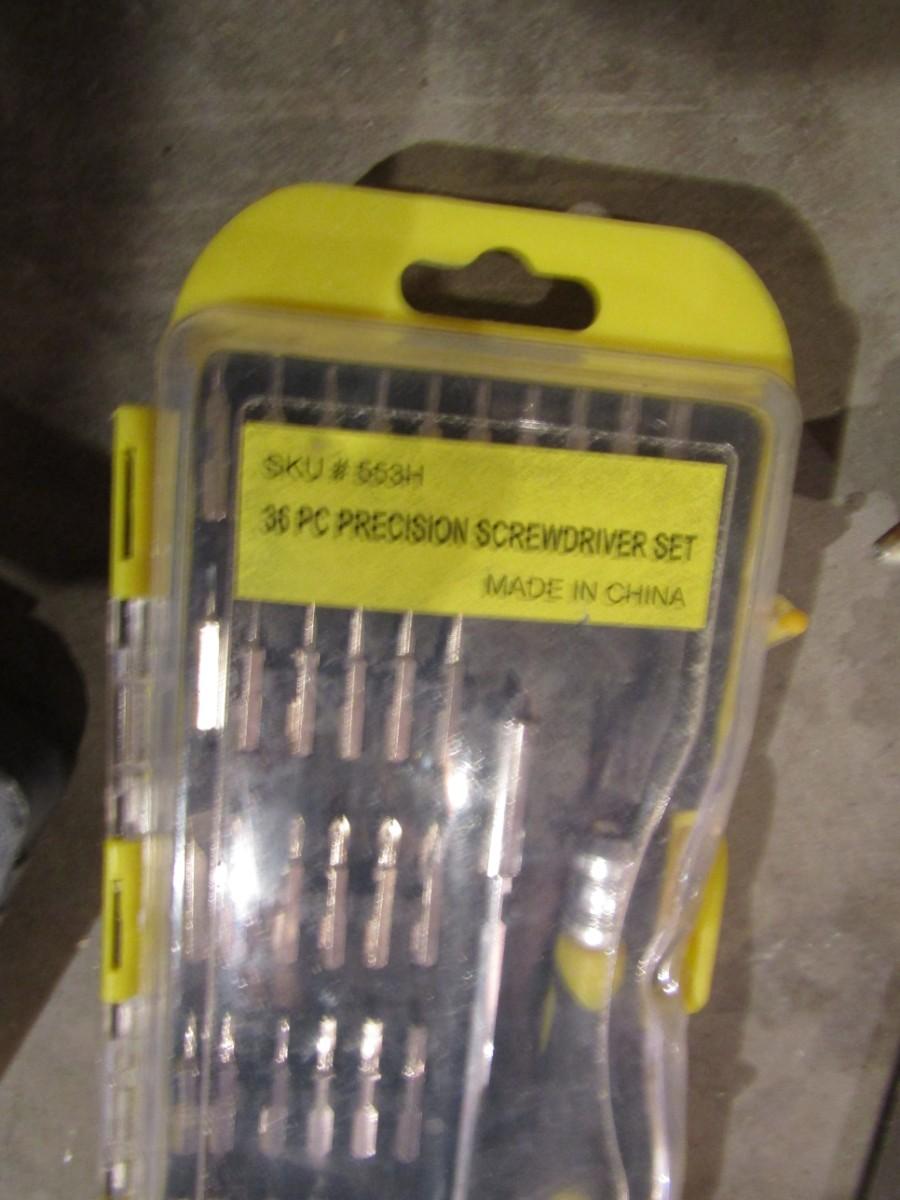 SKU # 553H
36 PC PRECISION SCREWDRIVER SET
MADE IN CHINA